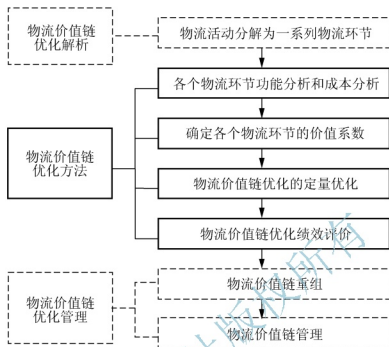 物流价值链
优化解析
物流活动分解为一系列物流环节
各个物流环节功能分析和成本分析
确定各个物流环节的价值系数
物流价值链
优化方法
物流价值链优化的定量优化
物流价值链优化绩效评价
物流价值链
优化管理
物流价值链重组
物流价值链管理
版权所有